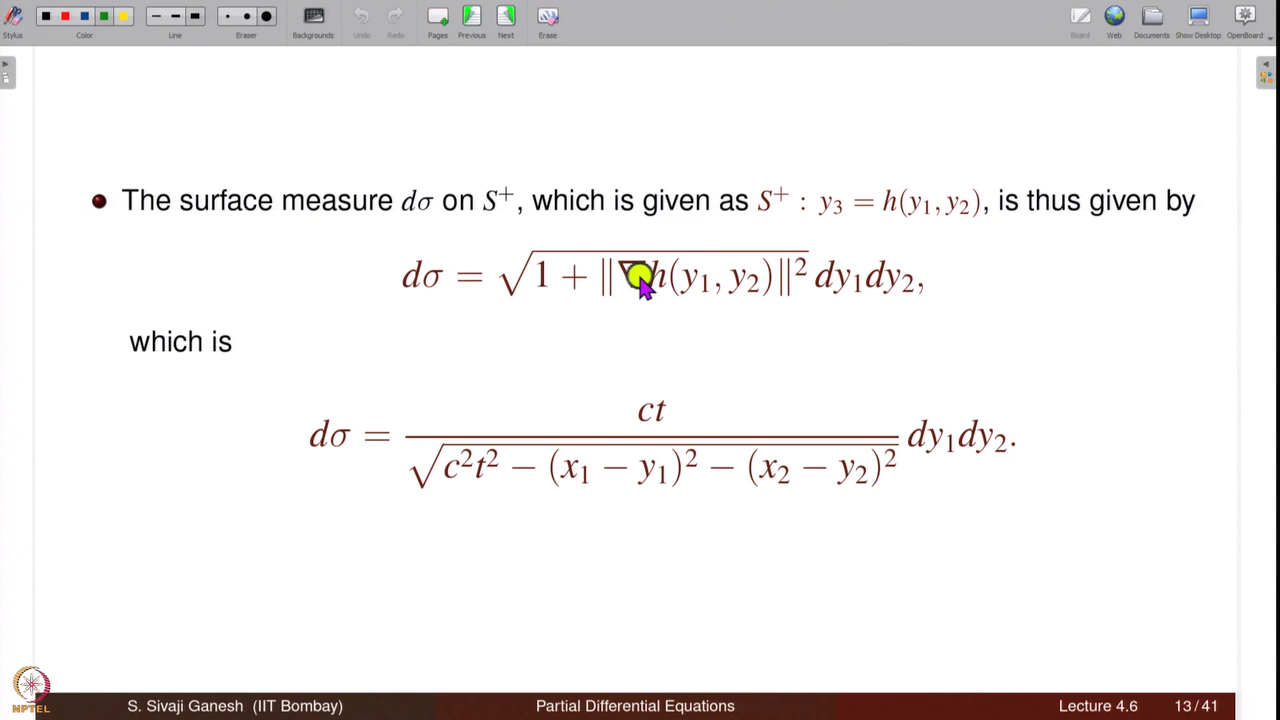 Stylus Color Line Eraser Backgrounds Undo Redo Pages Previous Next Erase Board Web Documents Show Desktop OpenBoard
The surface measure dσ on S⁺, which is given as S⁺ : y₃ = h(y₁, y₂), is thus given by
dσ = √(1 + ‖∇h(y₁, y₂)‖²) dy₁dy₂,
which is
dσ = ct / √(c²t² − (x₁ − y₁)² − (x₂ − y₂)²) dy₁dy₂.
NPTEL
S. Sivaji Ganesh (IIT Bombay) Partial Differential Equations Lecture 4.6 13/41